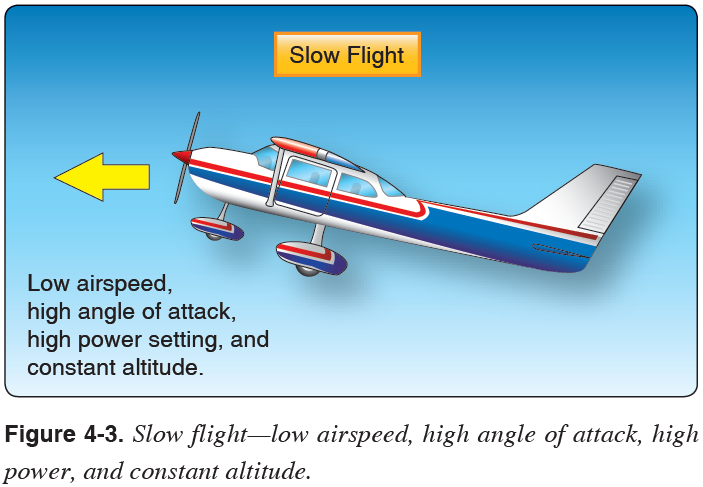 Slow Flight
Low airspeed,
high angle of attack,
high power setting, and
constant altitude.
Figure 4-3. Slow flight—low airspeed, high angle of attack, high
power, and constant altitude.